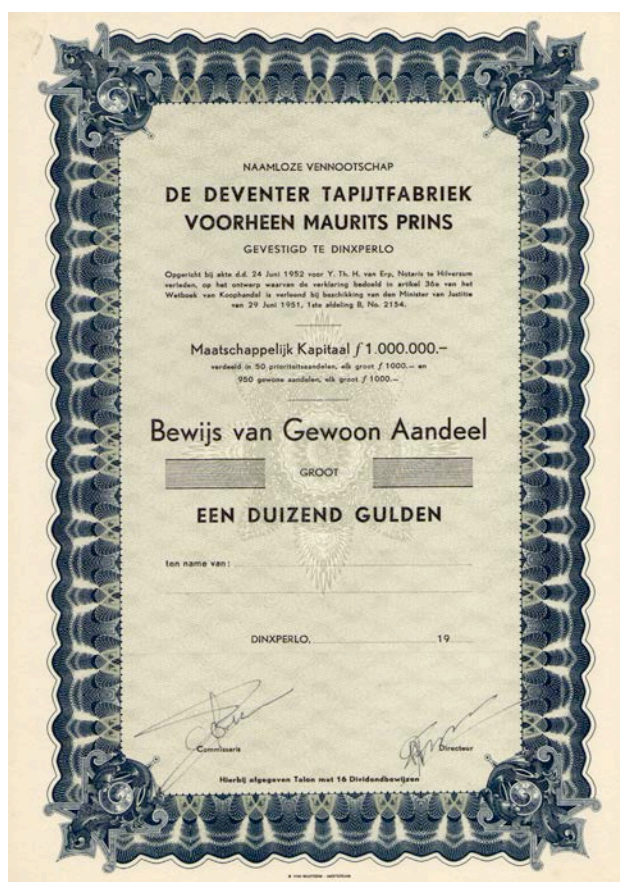 NAAMLOZE VENNOOTSCHAP
DE DEVENTER TAPIJTFABRIEK
VOORHEEN MAURITS PRINS
GEVESTIGD TE DINXPERLO
Opgericht bij akte d.d. 24 Juni 1952 voor Y. Th. H. van Erp, Notaris te Hilversum
verleden, op het ontwerp waarvan de verklaring bedoeld in artikel 36e van het
Wetboek van Koophandel is verleend bij beschikking van den Minister van Justitie
van 29 Juni 1951, 1ste afdeling B, No. 2154.
Maatschappelijk Kapitaal ƒ 1.000.000.—
verdeeld in 50 prioriteitsaandelen, elk groot ƒ 1000.— en
950 gewone aandelen, elk groot ƒ 1000.—
Bewijs van Gewoon Aandeel
GROOT
EEN DUIZEND GULDEN
ten name van:
DINXPERLO, 19
Commissaris Directeur
Hierbij afgegeven Talon met 16 Dividendbewijzen
AMSTERDAM